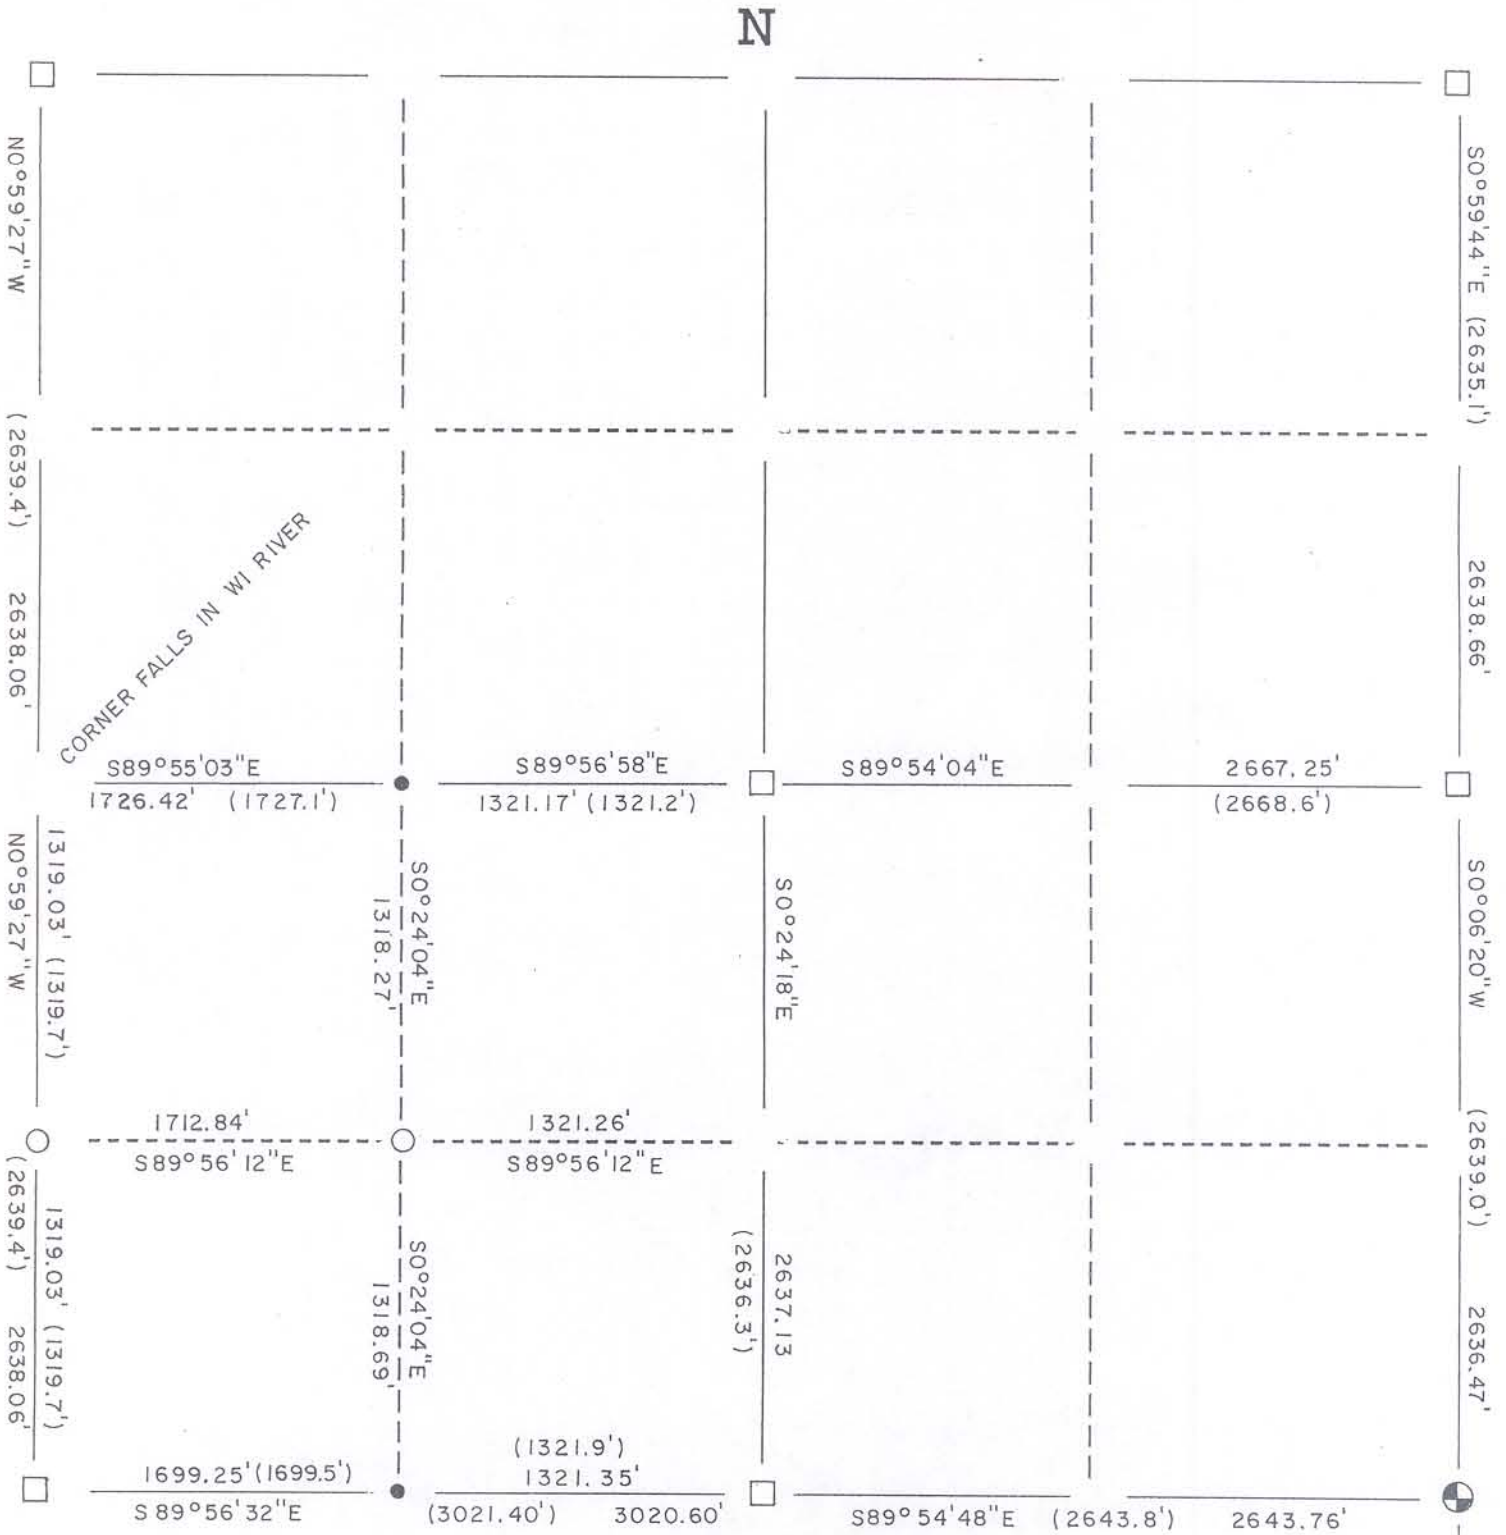 N
N0°59'27"W
S0°59'44"E (2635.1')
(2639.4') 2638.06'
2638.66'
CORNER FALLS IN WI RIVER
S89°55'03"E
1726.42' (1727.1')
S89°56'58"E
1321.17' (1321.2')
S89°54'04"E
2667.25'
(2668.6')
1319.03' (1319.7')
N0°59'27"W
S0°24'04"E
1318.27'
S0°24'18"E
S0°06'20"W
(2639.0')
1712.84'
S89°56'12"E
1321.26'
S89°56'12"E
1319.03' (1319.7')
(2639.4') 2638.06'
S0°24'04"E
1318.69'
2637.13
(2636.3')
2636.47'
1699.25' (1699.5')
S89°56'32"E
(1321.9')
1321.35'
(3021.40') 3020.60'
S89°54'48"E (2643.8') 2643.76'